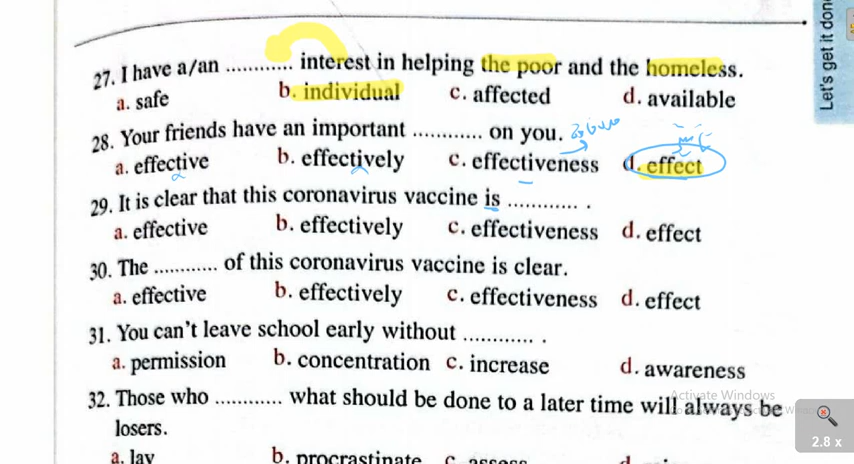 Let's get it don
27. I have a/an ............ interest in helping the poor and the homeless.
a. safe b. individual c. affected d. available
28. Your friends have an important ............ on you.
a. effective b. effectively c. effectiveness d. effect
29. It is clear that this coronavirus vaccine is ............ .
a. effective b. effectively c. effectiveness d. effect
30. The ............ of this coronavirus vaccine is clear.
a. effective b. effectively c. effectiveness d. effect
31. You can't leave school early without ............ .
a. permission b. concentration c. increase d. awareness
32. Those who ............ what should be done to a later time will always be
losers.
a. lay b. procrastinate c. assess
Activate Windows
2.8 x